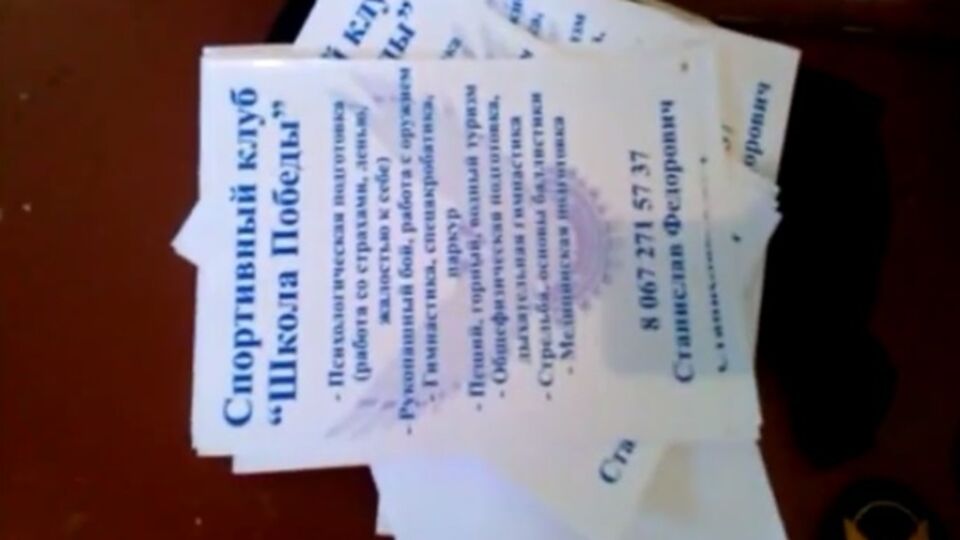 Спортивный клуб
“Школа Победы”
- Психологическая подготовка
(работа со страхами, ленью,
жалостью к себе)
- Рукопашный бой, работа с оружием
- Гимнастика, спецакробатика,
паркур
- Пеший, горный, водный туризм
- Общефизическая подготовка,
дыхательная гимнастика
- Стрельба, основы баллистики
- Медицинская подготовка
8 067 271 57 37
Станислав Федорович
Ста
орович